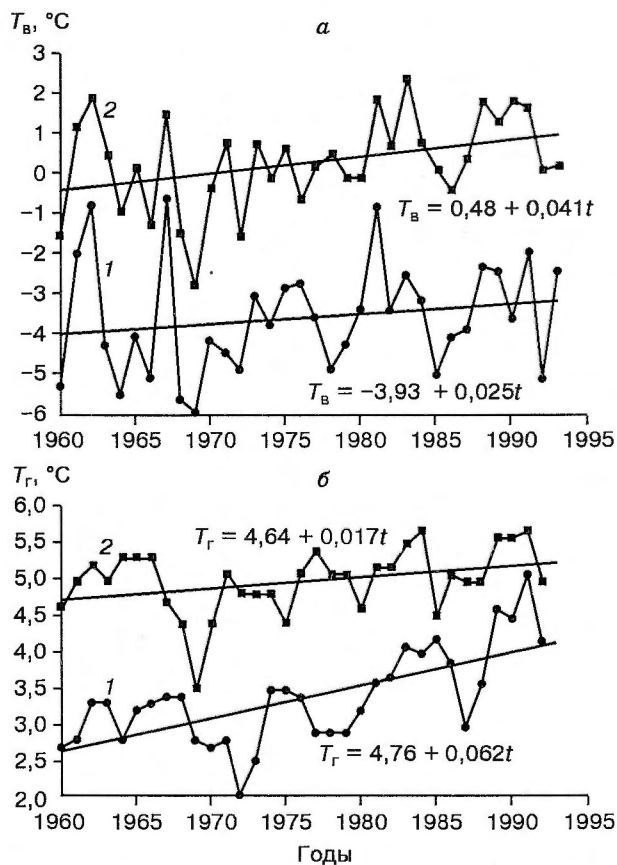 Tв, °C
а
3
2
1
0
−1
−2
−3
−4
−5
−6
2
1
Tв = 0,48 + 0,041t
Tв = −3,93 + 0,025t
1960 1965 1970 1975 1980 1985 1990 1995
Tг, °C
б
6,0
5,5
5,0
4,5
4,0
3,5
3,0
2,5
2,0
2
1
Tг = 4,64 + 0,017t
Tг = 4,76 + 0,062t
1960 1965 1970 1975 1980 1985 1990 1995
Годы